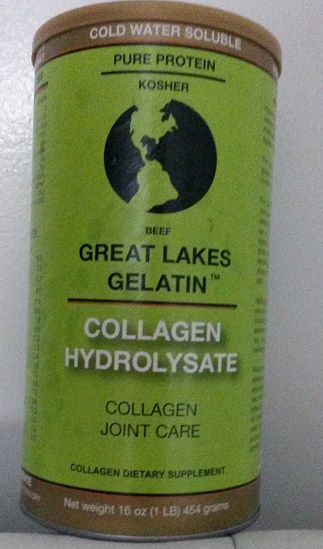 COLD WATER SOLUBLE
PURE PROTEIN
KOSHER
BEEF
GREAT LAKES
GELATIN™
COLLAGEN
HYDROLYSATE
COLLAGEN
JOINT CARE
COLLAGEN DIETARY SUPPLEMENT
Net weight 16 oz (1 LB) 454 grams